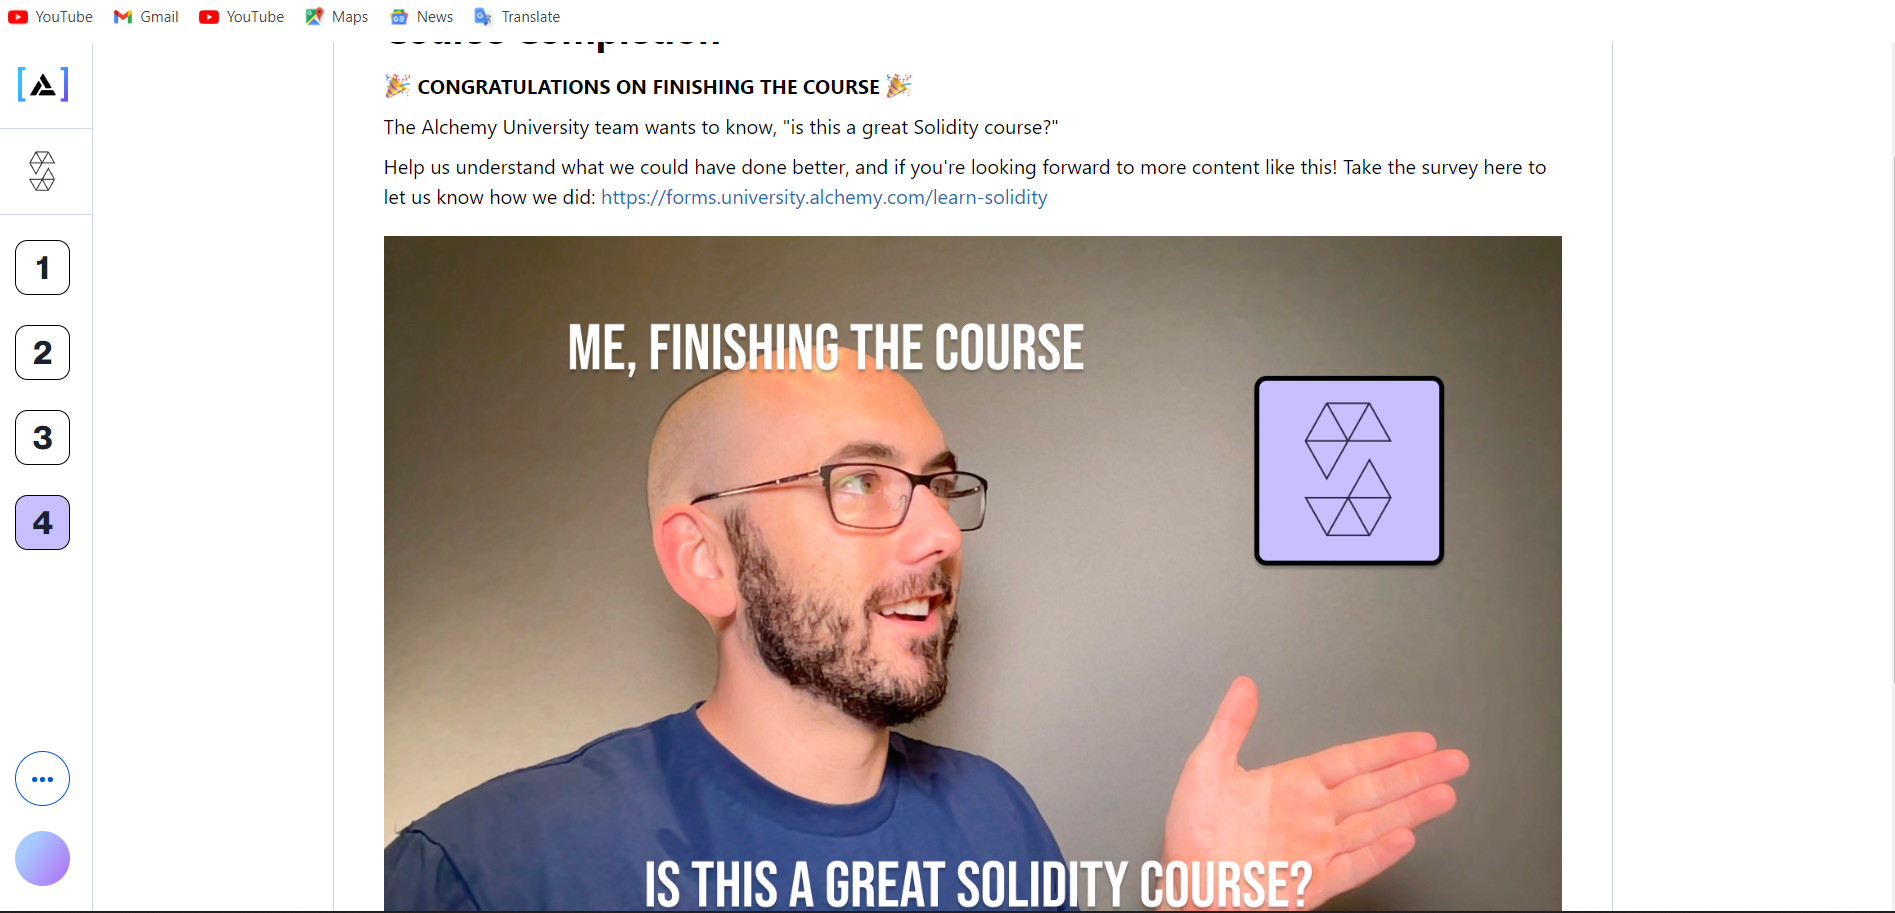 YouTube Gmail YouTube Maps News Translate
Course Completion
CONGRATULATIONS ON FINISHING THE COURSE
The Alchemy University team wants to know, "is this a great Solidity course?"
Help us understand what we could have done better, and if you're looking forward to more content like this! Take the survey here to
let us know how we did: https://forms.university.alchemy.com/learn-solidity
1
2
3
4
ME, FINISHING THE COURSE
IS THIS A GREAT SOLIDITY COURSE?